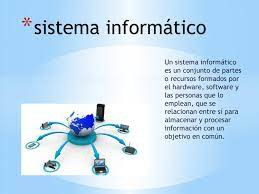 *sistema informático
Un sistema informático
es un conjunto de partes
o recursos formados por
el hardware, software y
las personas que lo
emplean, que se
relacionan entre sí para
almacenar y procesar
información con un
objetivo en común.